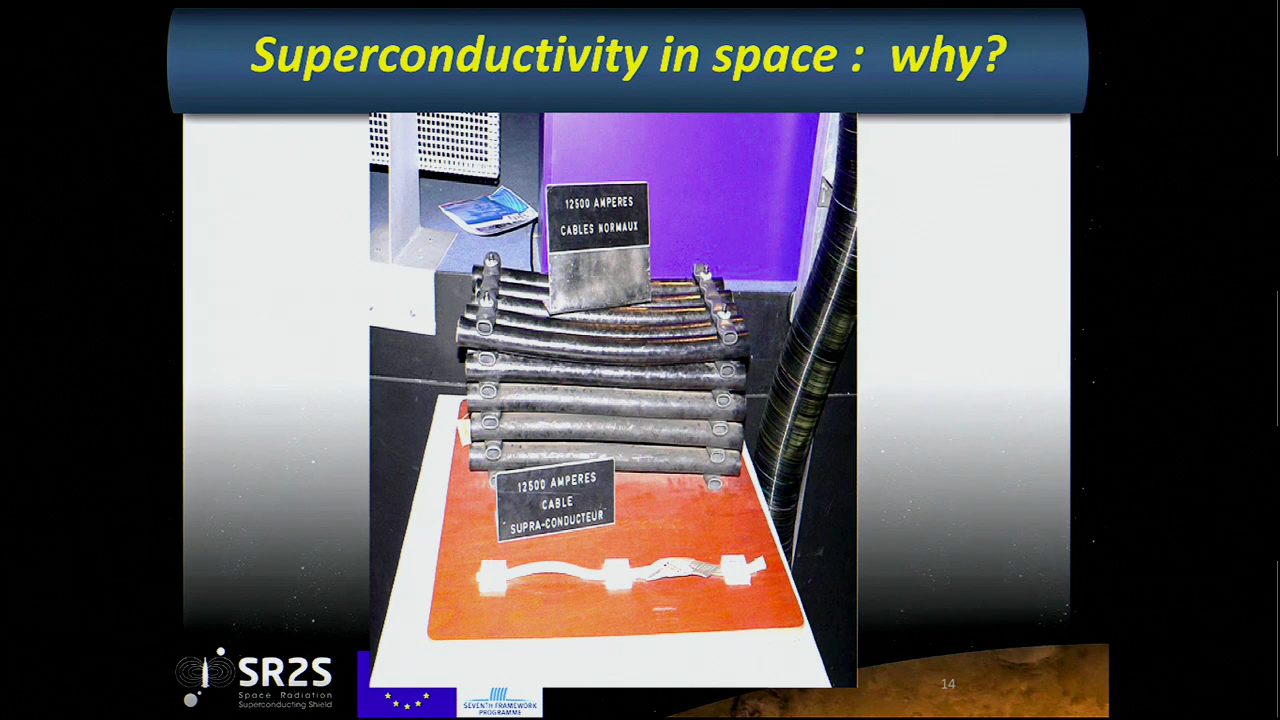 Superconductivity in space : why?
12500 AMPERES
CABLES NORMAUX
12500 AMPERES
CABLE
"SUPRA-CONDUCTEUR"
SR2S
Space Radiation
Superconducting Shield
SEVENTH FRAMEWORK
PROGRAMME
14